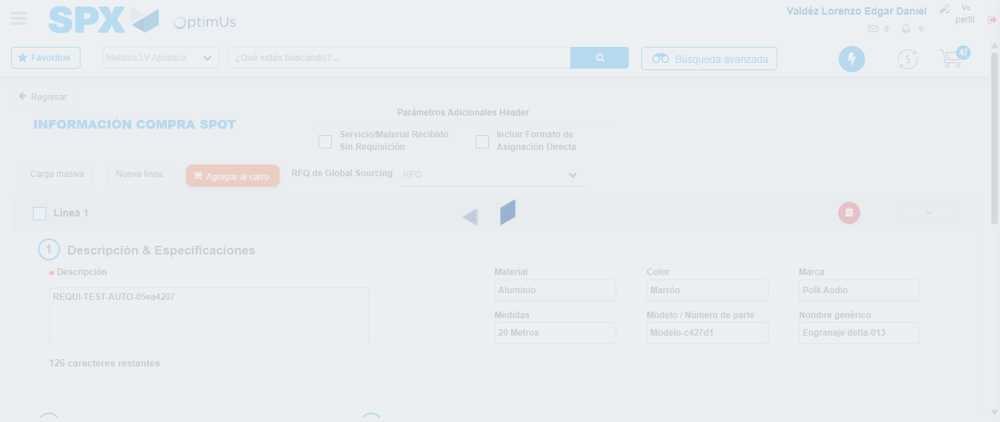 SPX OptimUs
Valdéz Lorenzo Edgar Daniel
Ve
perfil
0 0
Favoritos
Metalsa LV Apodaca
¿Qué estás buscando?...
Búsqueda avanzada
47
Regresar
INFORMACIÓN COMPRA SPOT
Parámetros Adicionales Header
Servicio/Material Recibido
Sin Requisición
Incluir Formato de
Asignación Directa
Carga masiva
Nueva línea
Agregar al carro
RFQ de Global Sourcing
RFQ
Linea 1
1 Descripción & Especificaciones
* Descripción
REQUI-TEST-AUTO-05ea4207
126 caracteres restantes
Material Color Marca
Aluminio Marrón Polk Audio
Medidas Modelo / Número de parte Nombre genérico
20 Metros Modelo-c427d1 Engranaje delta-013